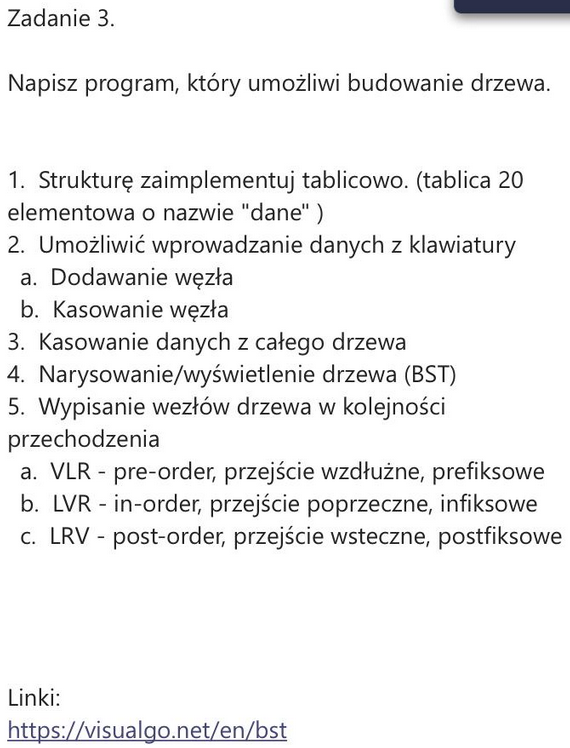 Zadanie 3.
Napisz program, który umożliwi budowanie drzewa.
1. Strukturę zaimplementuj tablicowo. (tablica 20
elementowa o nazwie "dane" )
2. Umożliwić wprowadzanie danych z klawiatury
a. Dodawanie węzła
b. Kasowanie węzła
3. Kasowanie danych z całego drzewa
4. Narysowanie/wyświetlenie drzewa (BST)
5. Wypisanie wezłów drzewa w kolejności
przechodzenia
a. VLR - pre-order, przejście wzdłużne, prefiksowe
b. LVR - in-order, przejście poprzeczne, infiksowe
c. LRV - post-order, przejście wsteczne, postfiksowe
Linki:
https://visualgo.net/en/bst